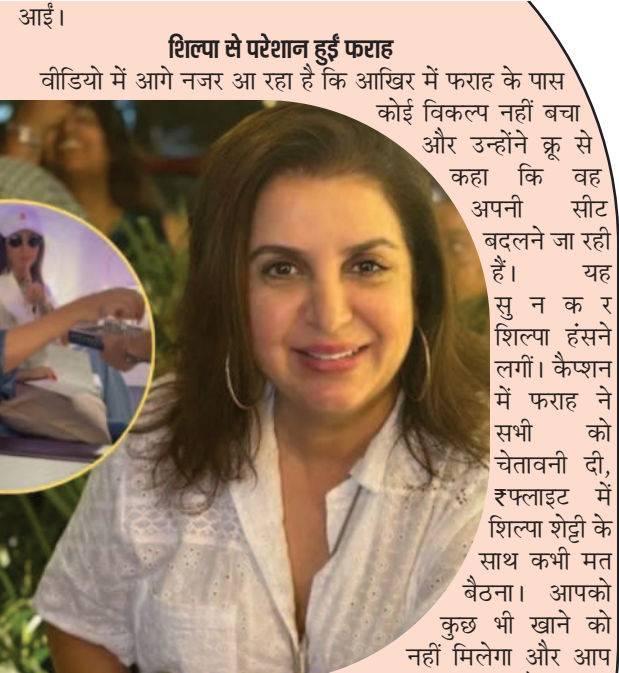 आईं।
शिल्पा से परेशान हुईं फराह
वीडियो में आगे नजर आ रहा है कि आखिर में फराह के पास
कोई विकल्प नहीं बचा
और उन्होंने क्रू से
कहा कि वह
अपनी सीट
बदलने जा रही
हैं। यह
सु न क र
शिल्पा हंसने
लगीं। कैप्शन
में फराह ने
सभी को
चेतावनी दी,
₹फ्लाइट में
शिल्पा शेट्टी के
साथ कभी मत
बैठना। आपको
कुछ भी खाने को
नहीं मिलेगा और आप